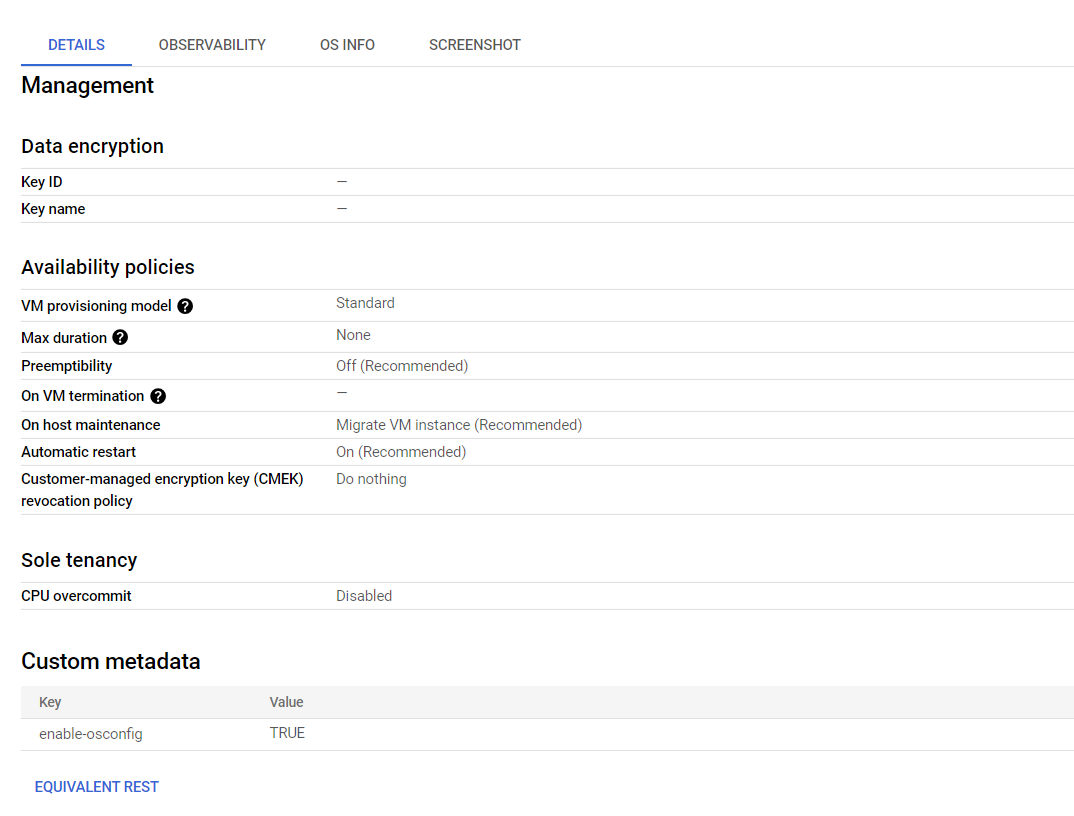 DETAILS OBSERVABILITY OS INFO SCREENSHOT
Management
Data encryption
Key ID —
Key name —
Availability policies
VM provisioning model ? Standard
Max duration ? None
Preemptibility Off (Recommended)
On VM termination ? —
On host maintenance Migrate VM instance (Recommended)
Automatic restart On (Recommended)
Customer-managed encryption key (CMEK) Do nothing
revocation policy
Sole tenancy
CPU overcommit Disabled
Custom metadata
Key Value
enable-osconfig TRUE
EQUIVALENT REST